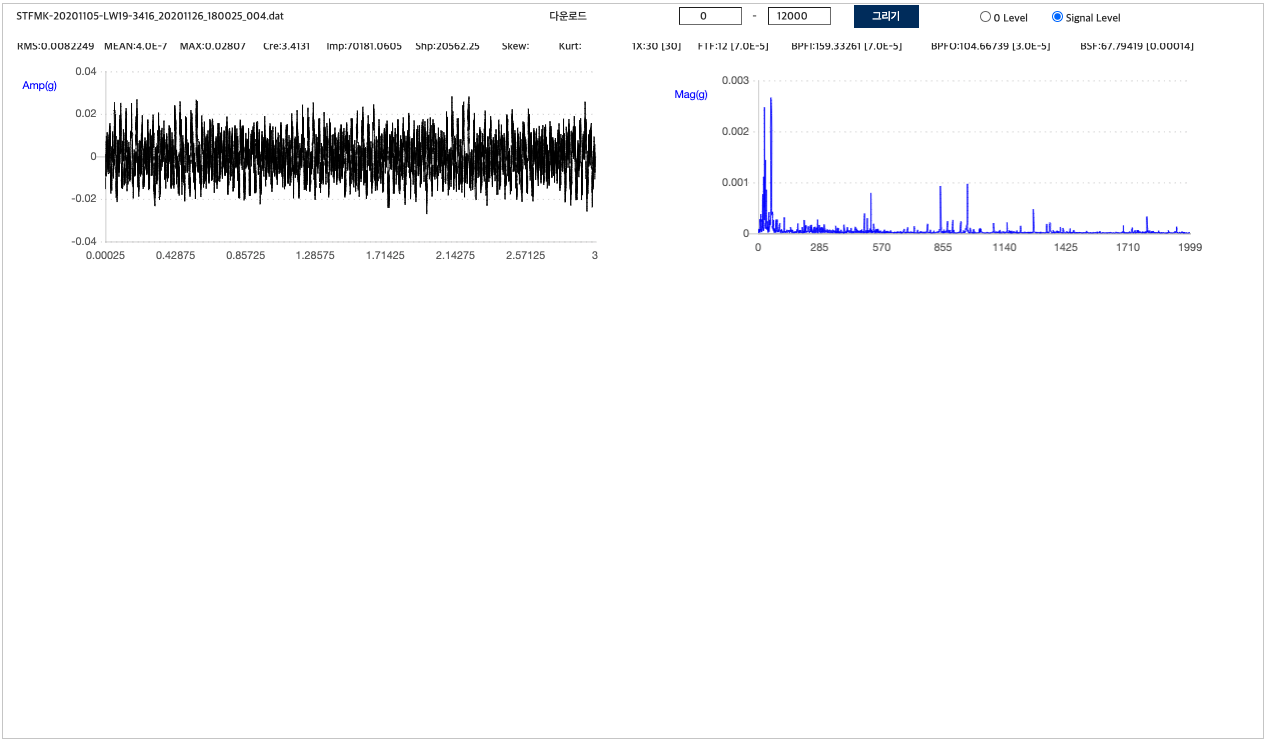 STFMK-20201105-LW19-3416_20201126_180025_004.dat 다운로드 0 - 12000 그리기 0 Level Signal Level
RMS:0.0082249 MEAN:4.0E-7 MAX:0.02807 Cre:3.4131 Imp:70181.0605 Shp:20562.25 Skew: Kurt: 1X:30 [30] FTF:12 [7.0E-5] BPFI:159.33261 [7.0E-5] BPFO:104.66739 [3.0E-5] BSF:67.79419 [0.00014]
Amp(g)
0.04
0.02
0
-0.02
-0.04
0.00025 0.42875 0.85725 1.28575 1.71425 2.14275 2.57125 3
Mag(g)
0.003
0.002
0.001
0
0 285 570 855 1140 1425 1710 1999